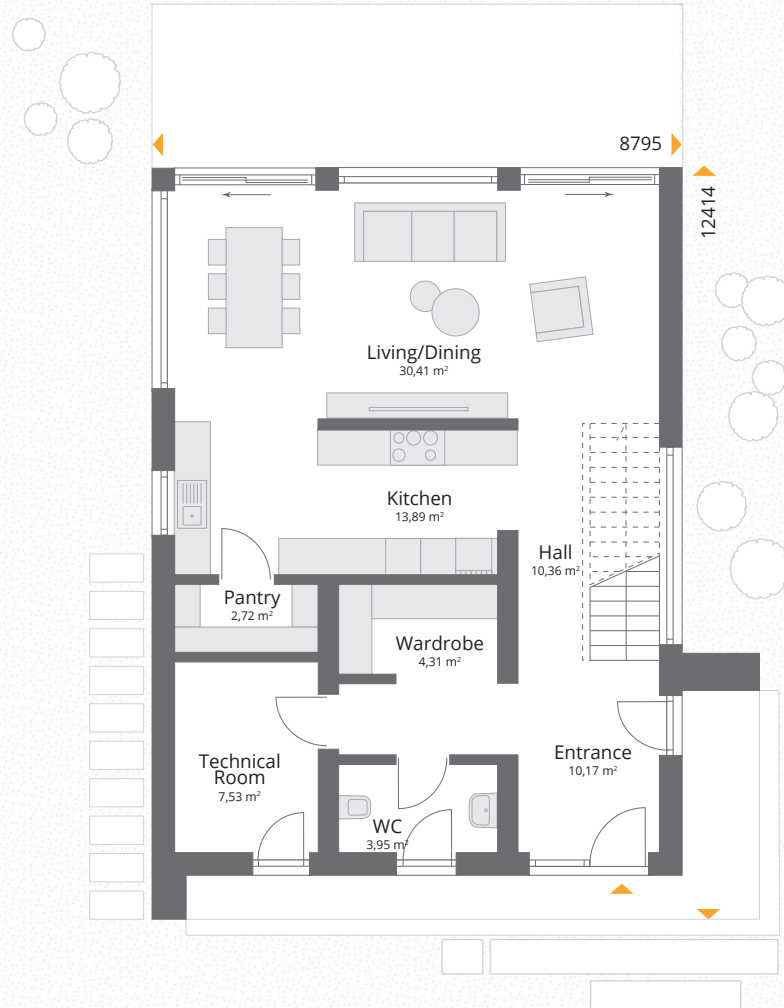 8795
12414
Living/Dining
30,41 m²
Kitchen
13,89 m²
Hall
10,36 m²
Pantry
2,72 m²
Wardrobe
4,31 m²
Technical
Room
7,53 m²
Entrance
10,17 m²
WC
3,95 m²